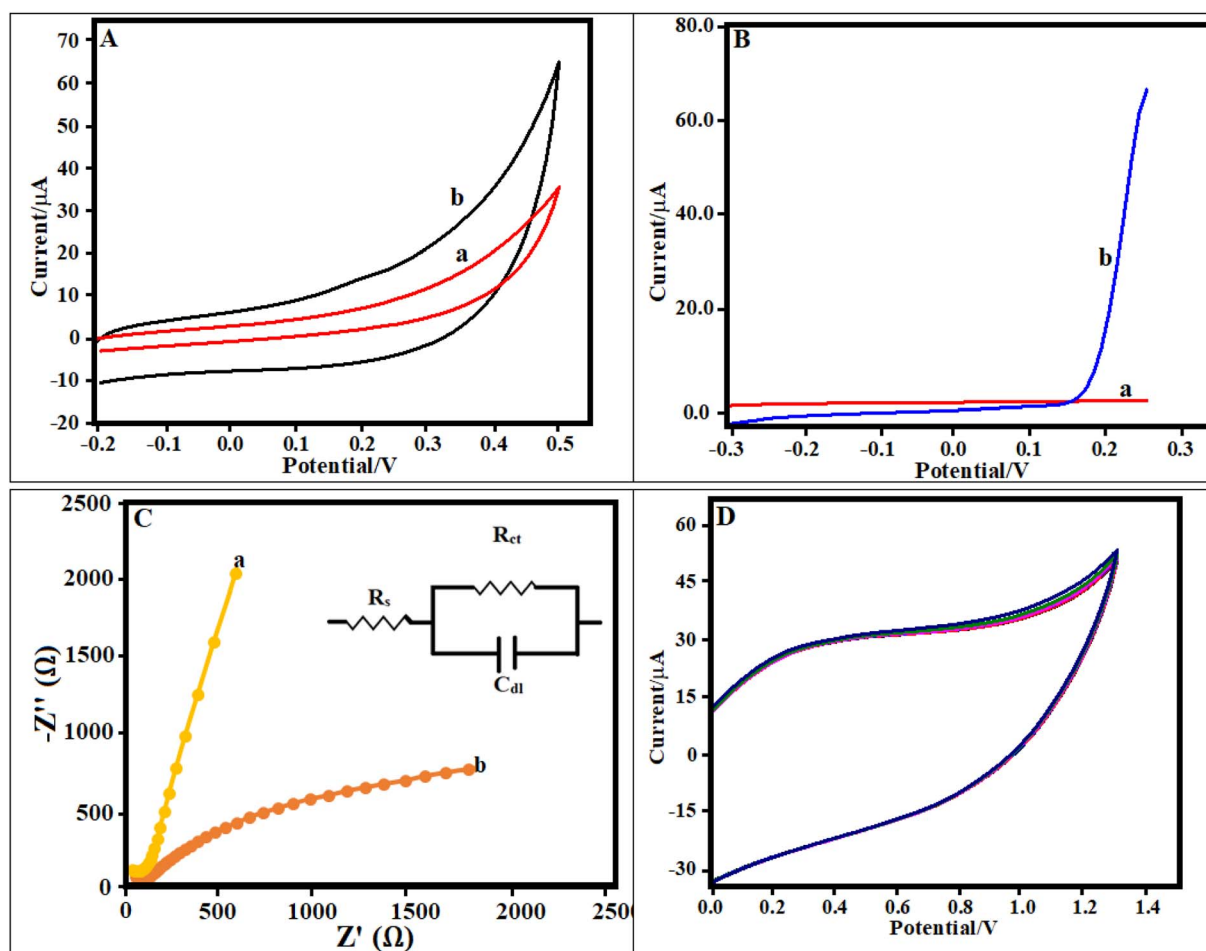 A
70
60
50
40
30
20
10
0
-10
-20
Current/μA
b
a
-0.2 -0.1 0.0 0.1 0.2 0.3 0.4 0.5
Potential/V
B
80.0
60.0
40.0
20.0
0.0
Current/μA
b
a
-0.3 -0.2 -0.1 0.0 0.1 0.2 0.3
Potential/V
C
2500
2000
1500
1000
500
0
-Z'' (Ω)
a
b
Rct
Rs
Cdl
0 500 1000 1500 2000 2500
Z' (Ω)
D
60
45
30
15
0
-15
-30
Current/μA
0.0 0.2 0.4 0.6 0.8 1.0 1.2 1.4
Potential/V